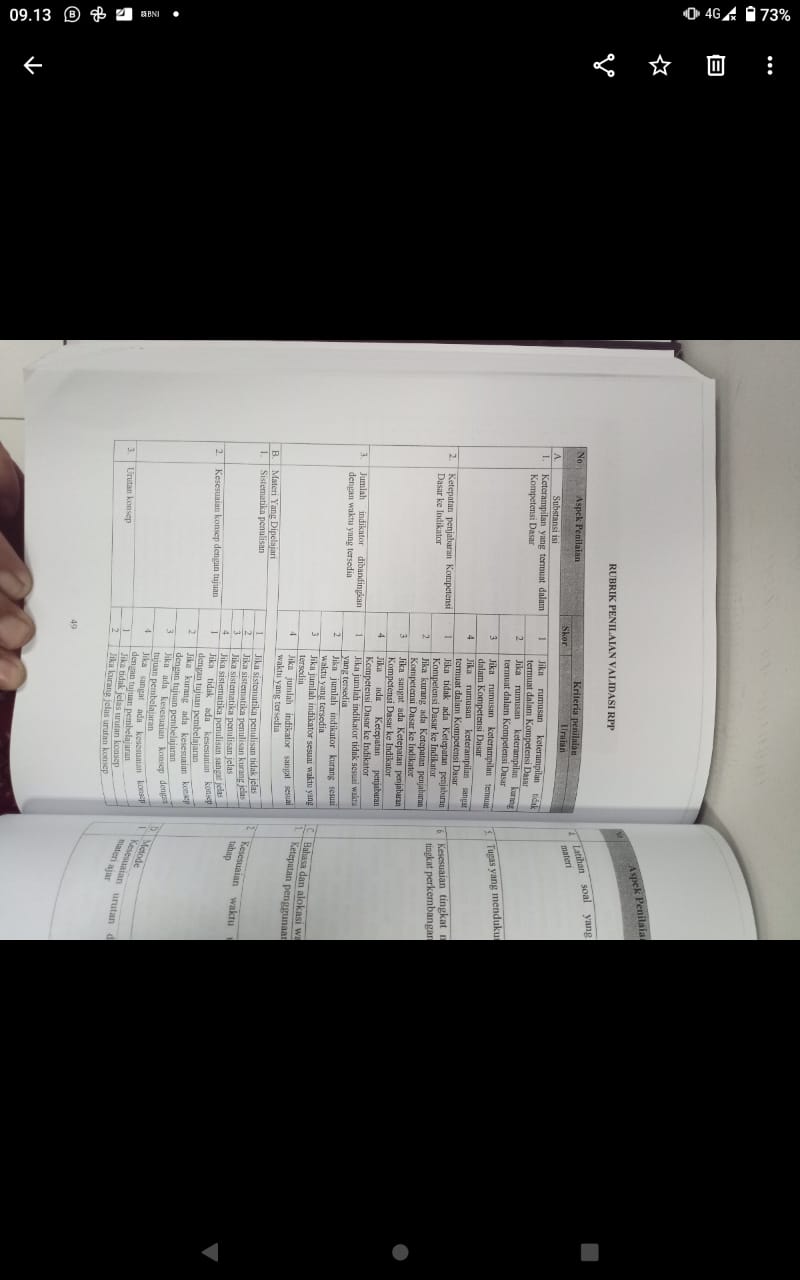 09.13
BNI
4G
73%
RUBRIK PENILAIAN VALIDASI RPP
No
Aspek Penilaian
Kriteria penilaian
Skor
Uraian
A.
Substansi isi
1.
Keterampilan yang termuat dalam
Kompetensi Dasar
1
Jika rumusan keterampilan tidak
termuat dalam Kompetensi Dasar
2
Jika rumusan keterampilan kurang
termuat dalam Kompetensi Dasar
3
Jika rumusan keterampilan termuat
dalam Kompetensi Dasar
4
Jika rumusan keterampilan sangat
termuat dalam Kompetensi Dasar
2.
Ketepatan penjabaran Kompetensi
Dasar ke Indikator
1
Jika tidak ada Ketepatan penjabaran
Kompetensi Dasar ke Indikator
2
Jika kurang ada Ketepatan penjabaran
Kompetensi Dasar ke Indikator
3
Jika sangat ada Ketepatan penjabaran
Kompetensi Dasar ke Indikator
4
Jika ada Ketepatan penjabaran
Kompetensi Dasar ke Indikator
3.
Jumlah indikator dibandingkan
dengan waktu yang tersedia
1
Jika jumlah indikator tidak sesuai waktu
yang tersedia
2
Jika jumlah indikator kurang sesuai
waktu yang tersedia
3
Jika jumlah indikator sesuai waktu yang
tersedia
4
Jika jumlah indikator sangat sesuai
waktu yang tersedia
B.
Materi Yang Dipelajari
1.
Sistematika penulisan
1
Jika sistematika penulisan tidak jelas
2
Jika sistematika penulisan kurang jelas
3
Jika sistematika penulisan jelas
4
Jika sistematika penulisan sangat jelas
2.
Kesesuaian konsep dengan tujuan
1
Jika tidak ada kesesuaian konsep
dengan tujuan pembelajaran
2
Jika kurang ada kesesuaian konsep
dengan tujuan pembelajaran
3
Jika ada kesesuaian konsep dengan
tujuan pembelajaran
4
Jika sangat ada kesesuaian konsep
dengan tujuan pembelajaran
3.
Urutan konsep
1
Jika tidak jelas urutan konsep
2
Jika kurang jelas urutan konsep
49
Aspek Penilaian
4.
Latihan soal yang
materi
5.
Tugas yang menduku
6.
Kesesuaian tingkat
tingkat perkembangan
C.
Bahasa dan alokasi wa
1.
Ketepatan penggunaan
2.
Kesesuaian waktu
tahap
D.
Metode
1
Kesesuaian urutan d
materi ajar